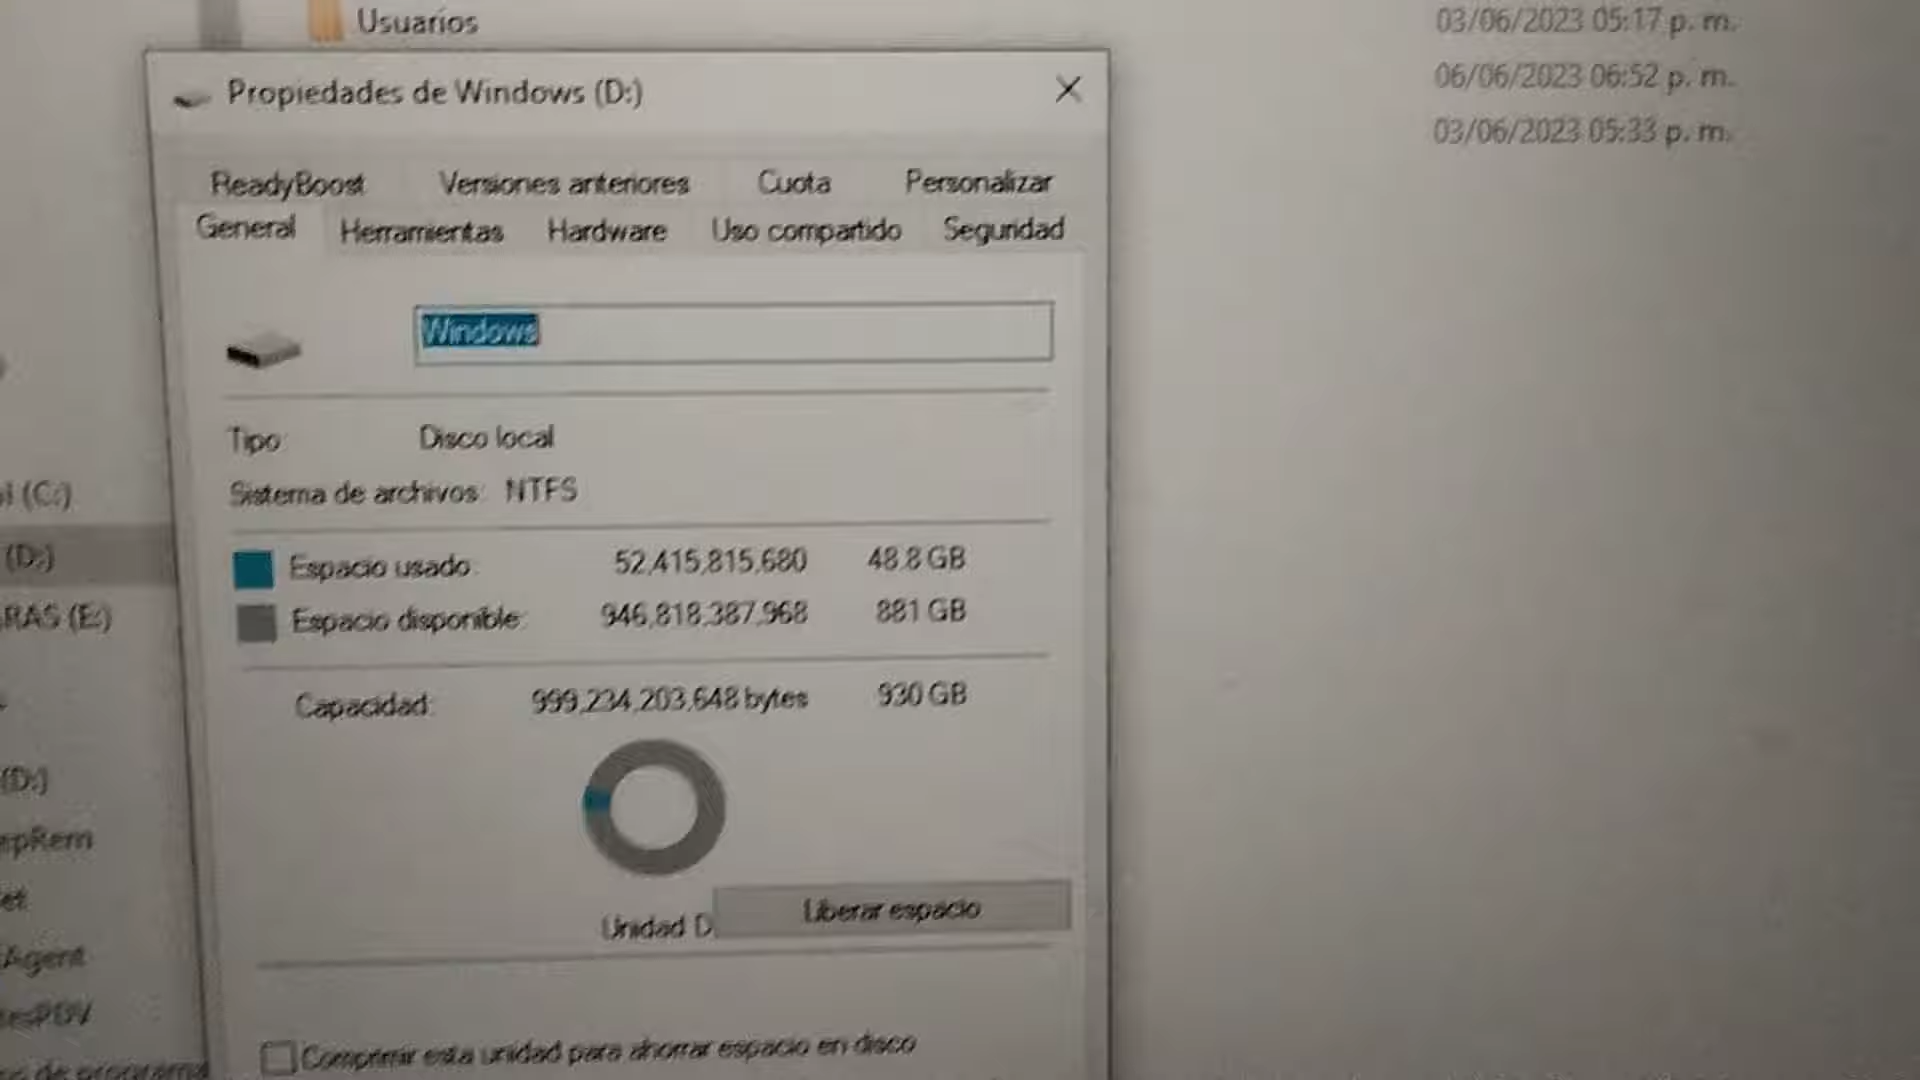 Usuarios
03/06/2023 05:17 p. m.
06/06/2023 06:52 p. m.
03/06/2023 05:33 p. m.
Propiedades de Windows (D:)
ReadyBoost Versiones anteriores Cuota Personalizar
General Herramientas Hardware Uso compartido Seguridad
Windows
Tipo: Disco local
Sistema de archivos: NTFS
Espacio usado: 52,415,815,680 48.8 GB
Espacio disponible: 946,818,387,968 881 GB
Capacidad: 999,234,203,648 bytes 930 GB
Unidad D:
Liberar espacio
Comprimir esta unidad para ahorrar espacio en disco
(C:)
(D:)
RAS (E:)
(D:)
Agent
de programa